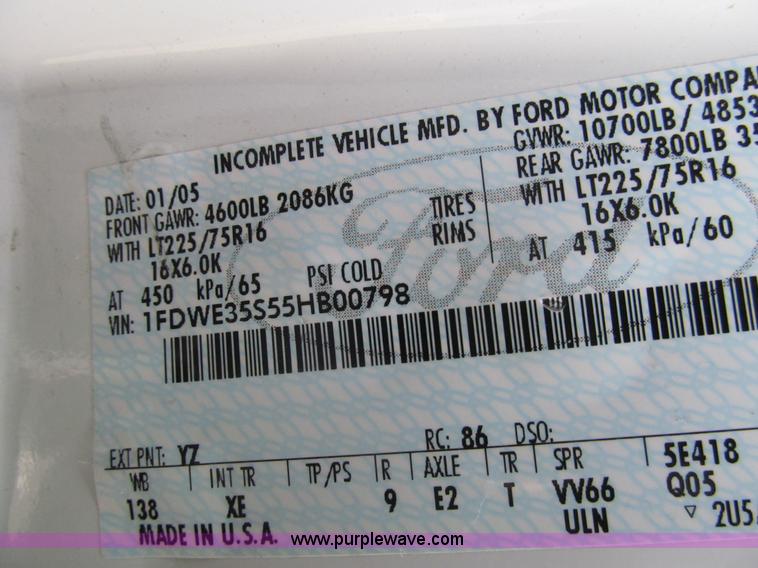 INCOMPLETE VEHICLE MFD. BY FORD MOTOR
DATE: 01/05 GVWR: 10700LB/ 4853
FRONT GAWR: 4600LB 2086KG REAR GAWR: 7800LB
WITH LT225/75R16 TIRES WITH LT225/75R16
16X6.0K RIMS 16X6.0K
AT 450 kPa/65 PSI COLD AT 415 kPa/60
VIN: 1FDWE35S55HB00798
Ford
EXT PNT: YZ RC: 86 DSO:
WB INT TR TP/PS R AXLE TR SPR 5E418
138 XE 9 E2 T VV66 Q05
ULN ▽ 2U5
MADE IN U.S.A.
www.purplewave.com